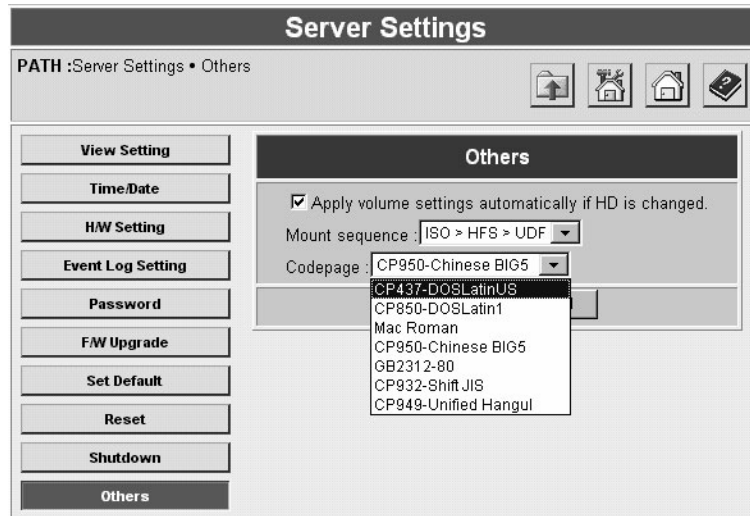 Server Settings
PATH :Server Settings • Others
View Setting
Time/Date
H/W Setting
Event Log Setting
Password
F/W Upgrade
Set Default
Reset
Shutdown
Others
Others
Apply volume settings automatically if HD is changed.
Mount sequence : ISO > HFS > UDF
Codepage : CP950-Chinese BIG5
CP437-DOSLatinUS
CP850-DOSLatin1
Mac Roman
CP950-Chinese BIG5
GB2312-80
CP932-Shift JIS
CP949-Unified Hangul